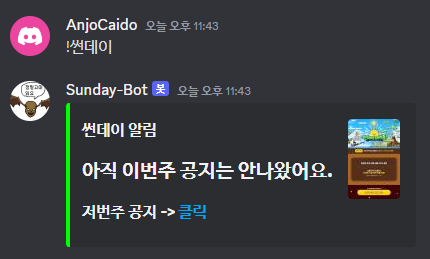 AnjoCaido 오늘 오후 11:43
!썬데이
Sunday-Bot 봇 오늘 오후 11:43
썬데이 알림
아직 이번주 공지는 안나왔어요.
저번주 공지 -> 클릭